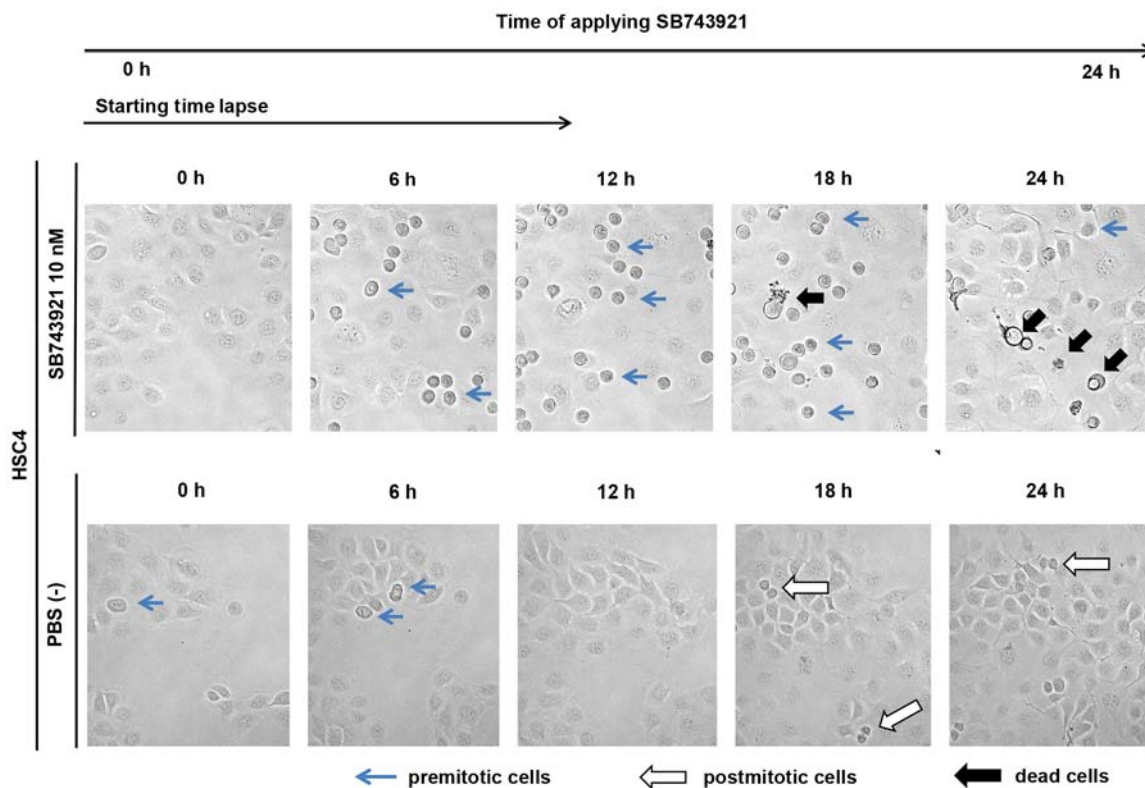 Time of applying SB743921
0 h 24 h
Starting time lapse
HSC4
SB743921 10 nM
0 h 6 h 12 h 18 h 24 h
PBS (-)
0 h 6 h 12 h 18 h 24 h
premitotic cells postmitotic cells dead cells